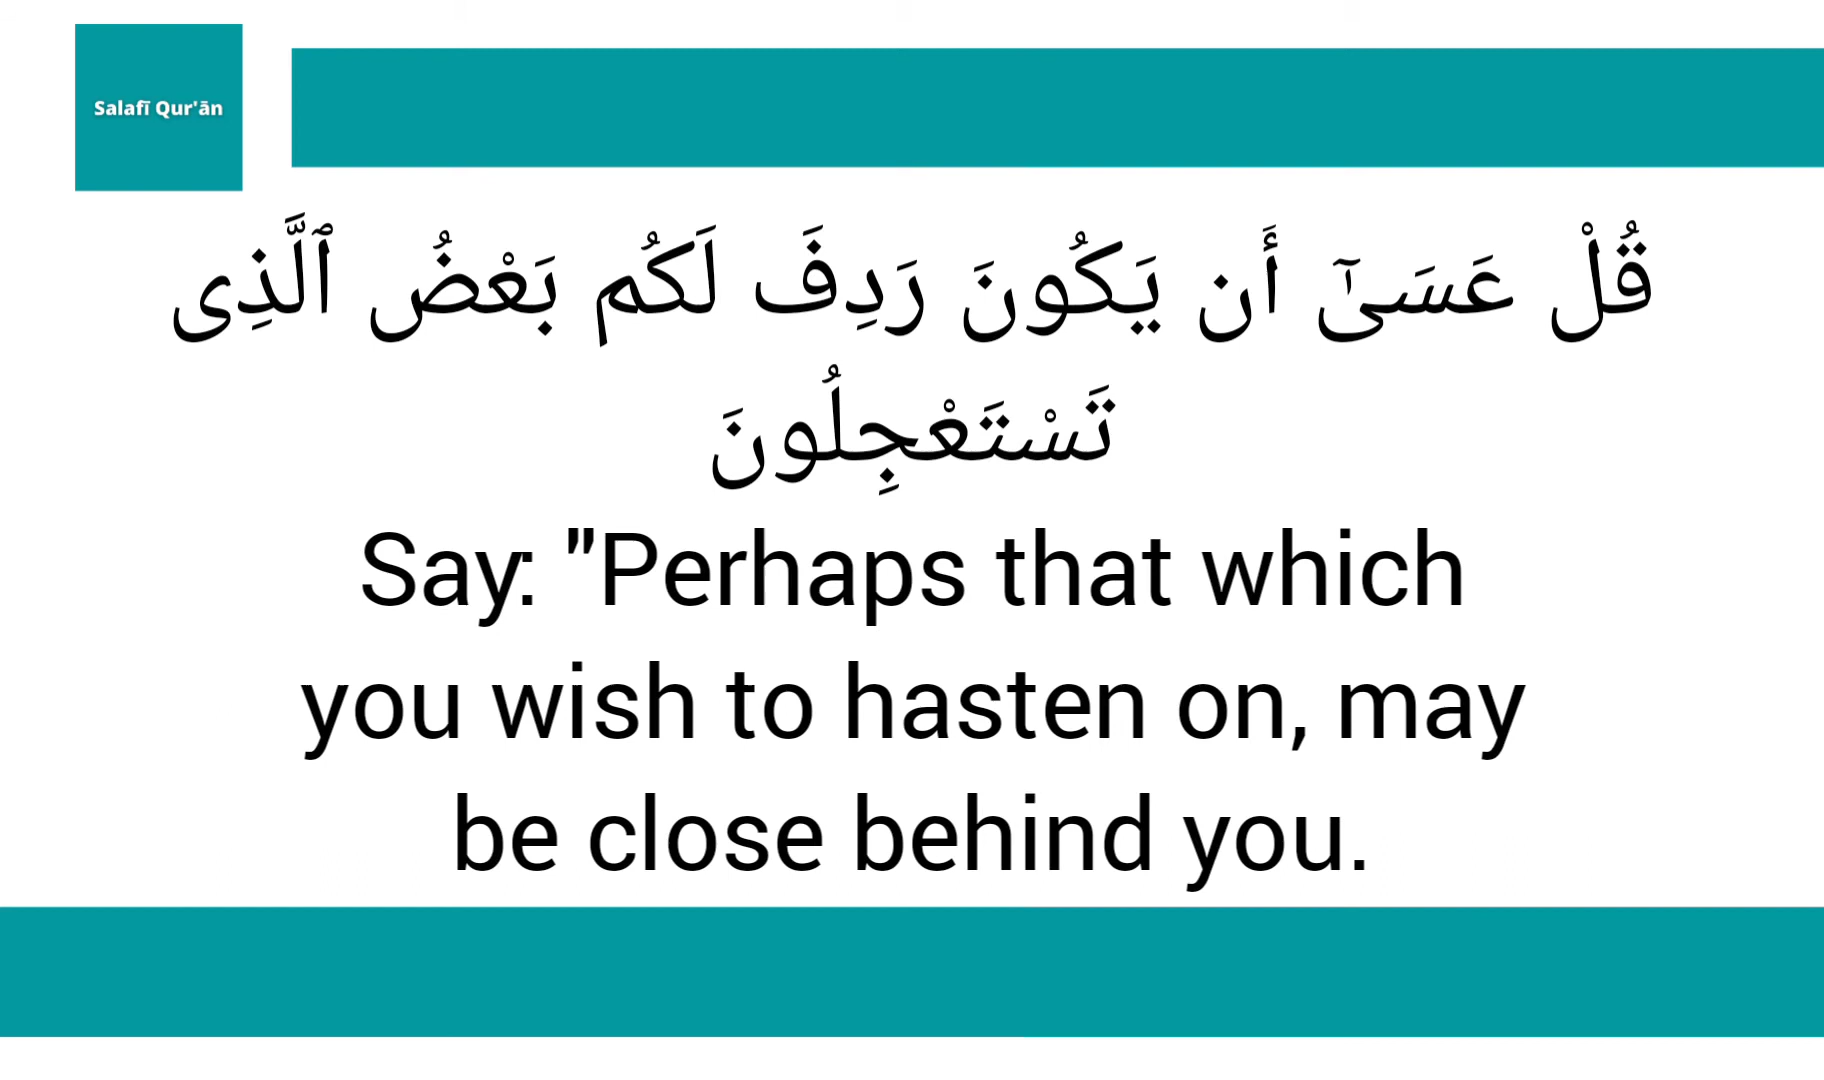 Salafī Qur'ān
قُلْ عَسَىٰٓ أَن يَكُونَ رَدِفَ لَكُم بَعْضُ ٱلَّذِى
تَسْتَعْجِلُونَ
Say: "Perhaps that which
you wish to hasten on, may
be close behind you.